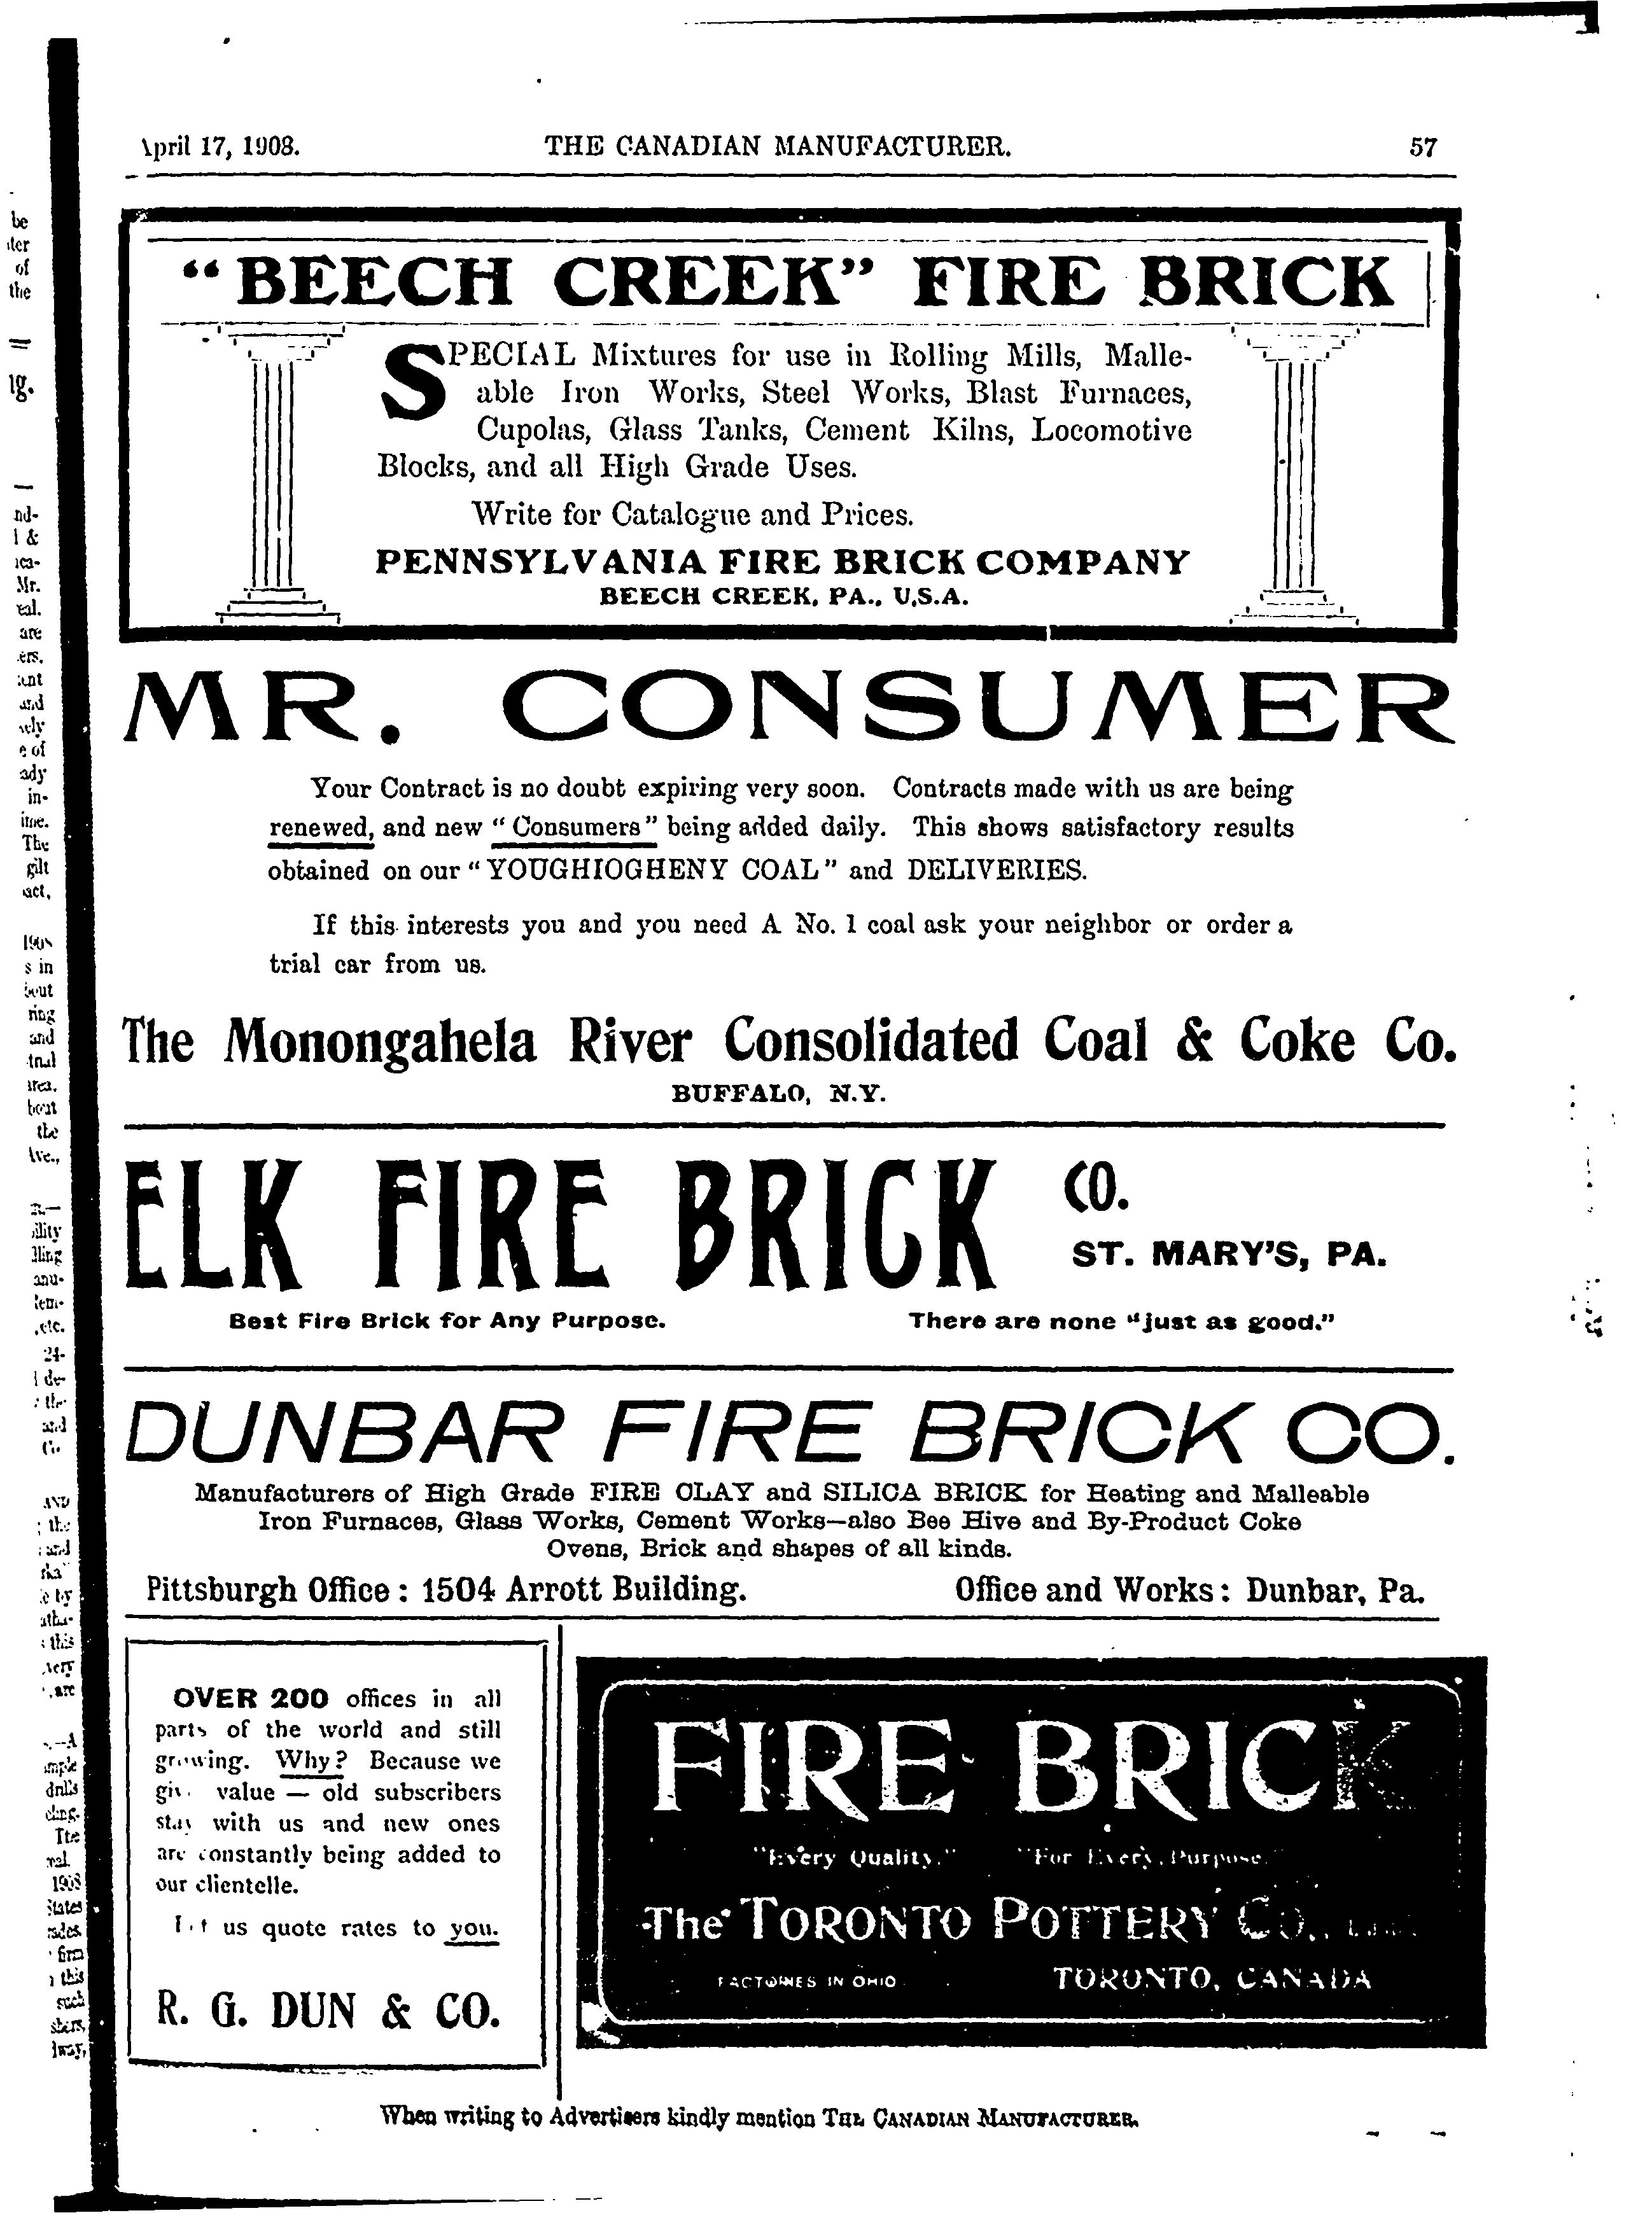 April 17, 1908. THE CANADIAN MANUFACTURER. 57
“BEECH CREEK” FIRE BRICK
SPECIAL Mixtures for use in Rolling Mills, Malle-
able Iron Works, Steel Works, Blast Furnaces,
Cupolas, Glass Tanks, Cement Kilns, Locomotive
Blocks, and all High Grade Uses.
Write for Catalogue and Prices.
PENNSYLVANIA FIRE BRICK COMPANY
BEECH CREEK, PA., U.S.A.
MR. CONSUMER
Your Contract is no doubt expiring very soon. Contracts made with us are being
renewed, and new “Consumers” being added daily. This shows satisfactory results
obtained on our “YOUGHIOGHENY COAL” and DELIVERIES.
If this interests you and you need A No. 1 coal ask your neighbor or order a
trial car from us.
The Monongahela River Consolidated Coal & Coke Co.
BUFFALO, N.Y.
ELK FIRE BRICK CO.
ST. MARY'S, PA.
Best Fire Brick for Any Purpose. There are none “just as good.”
DUNBAR FIRE BRICK CO.
Manufacturers of High Grade FIRE CLAY and SILICA BRICK for Heating and Malleable
Iron Furnaces, Glass Works, Cement Works—also Bee Hive and By-Product Coke
Ovens, Brick and shapes of all kinds.
Pittsburgh Office: 1504 Arrott Building. Office and Works: Dunbar, Pa.
OVER 200 offices in all
parts of the world and still
growing. Why? Because we
give value — old subscribers
stay with us and new ones
are constantly being added to
our clientelle.
Let us quote rates to you.
R. G. DUN & CO.
FIRE BRICK
"Every Quality." "For Every Purpose."
The TORONTO POTTERY CO.,
FACTORIES IN OHIO TORONTO, CANADA
When writing to Advertisers kindly mention THE CANADIAN MANUFACTURER.